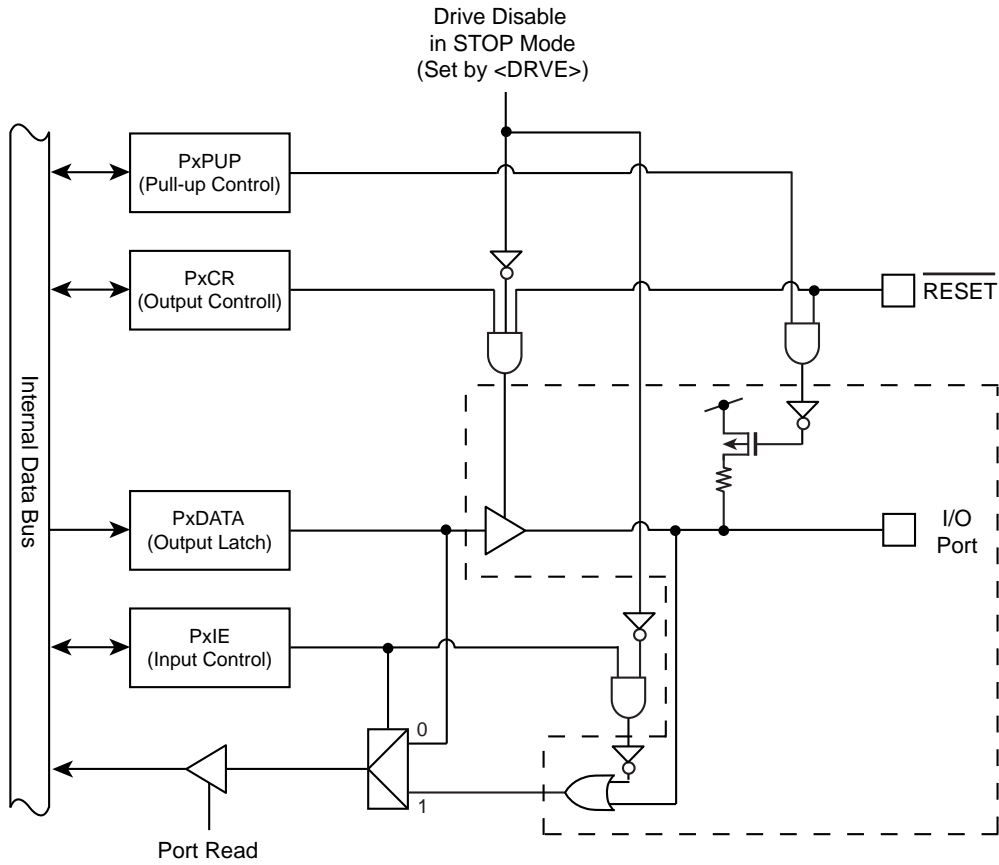 Drive Disable
in STOP Mode
(Set by <DRVE>)
PxPUP
(Pull-up Control)
PxCR
(Output Controll)
RESET
Internal Data Bus
PxDATA
(Output Latch)
I/O
Port
PxIE
(Input Control)
0
1
Port Read